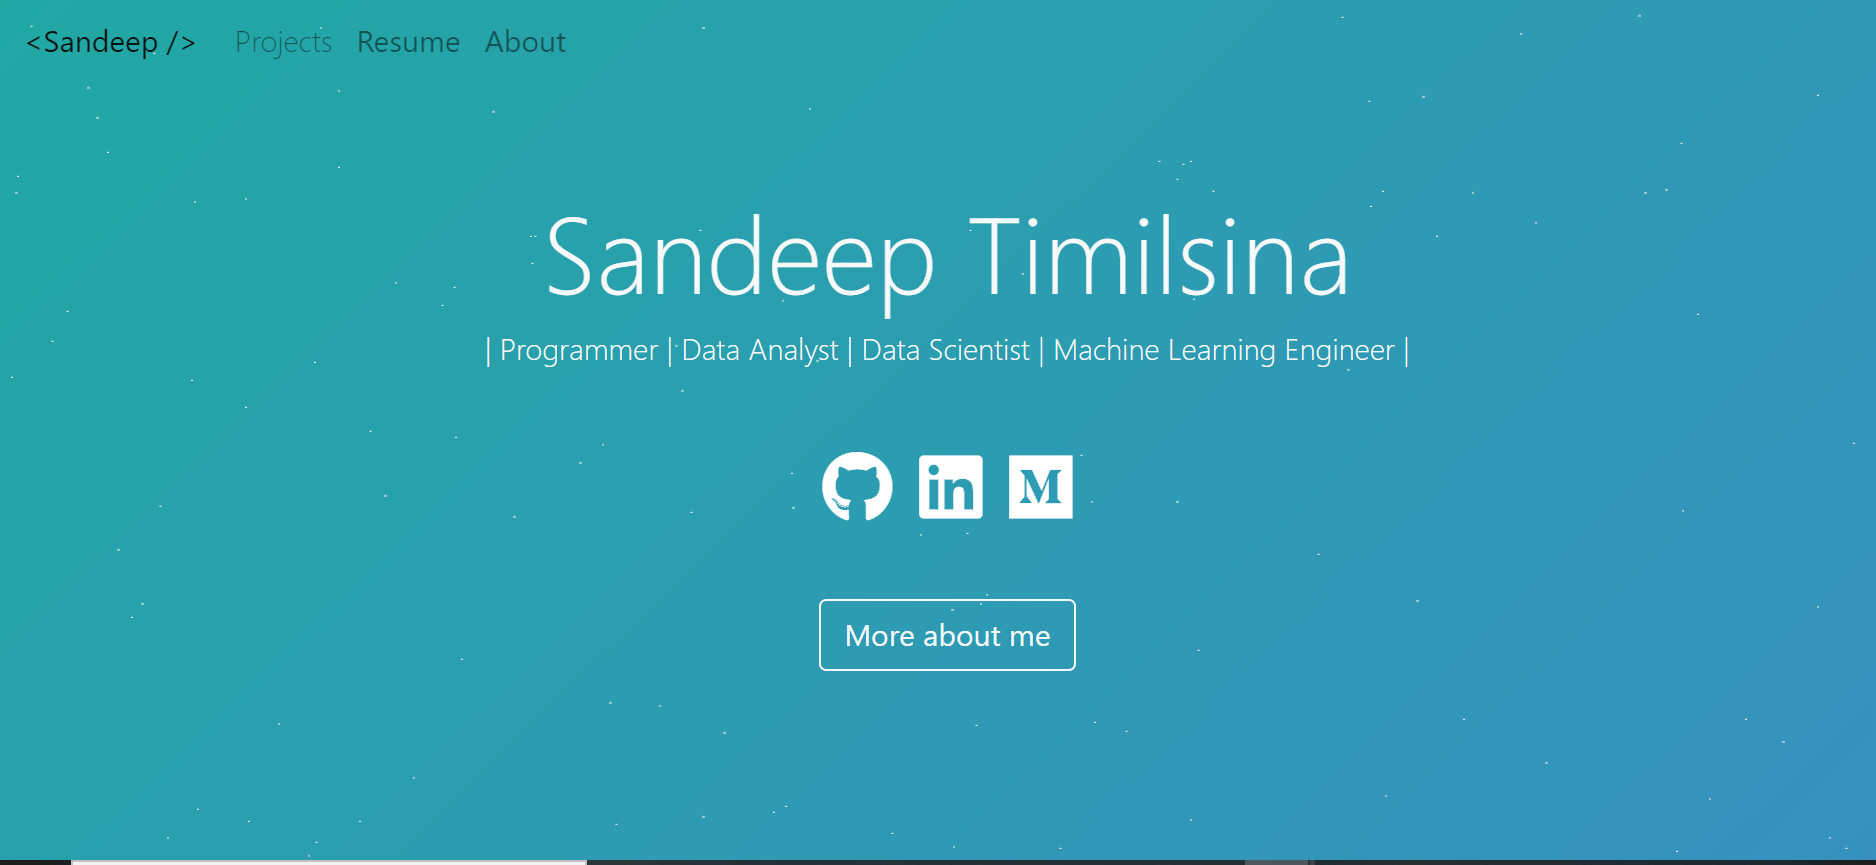 <Sandeep /> Projects Resume About
Sandeep Timilsina
| Programmer | Data Analyst | Data Scientist | Machine Learning Engineer |
in M
More about me